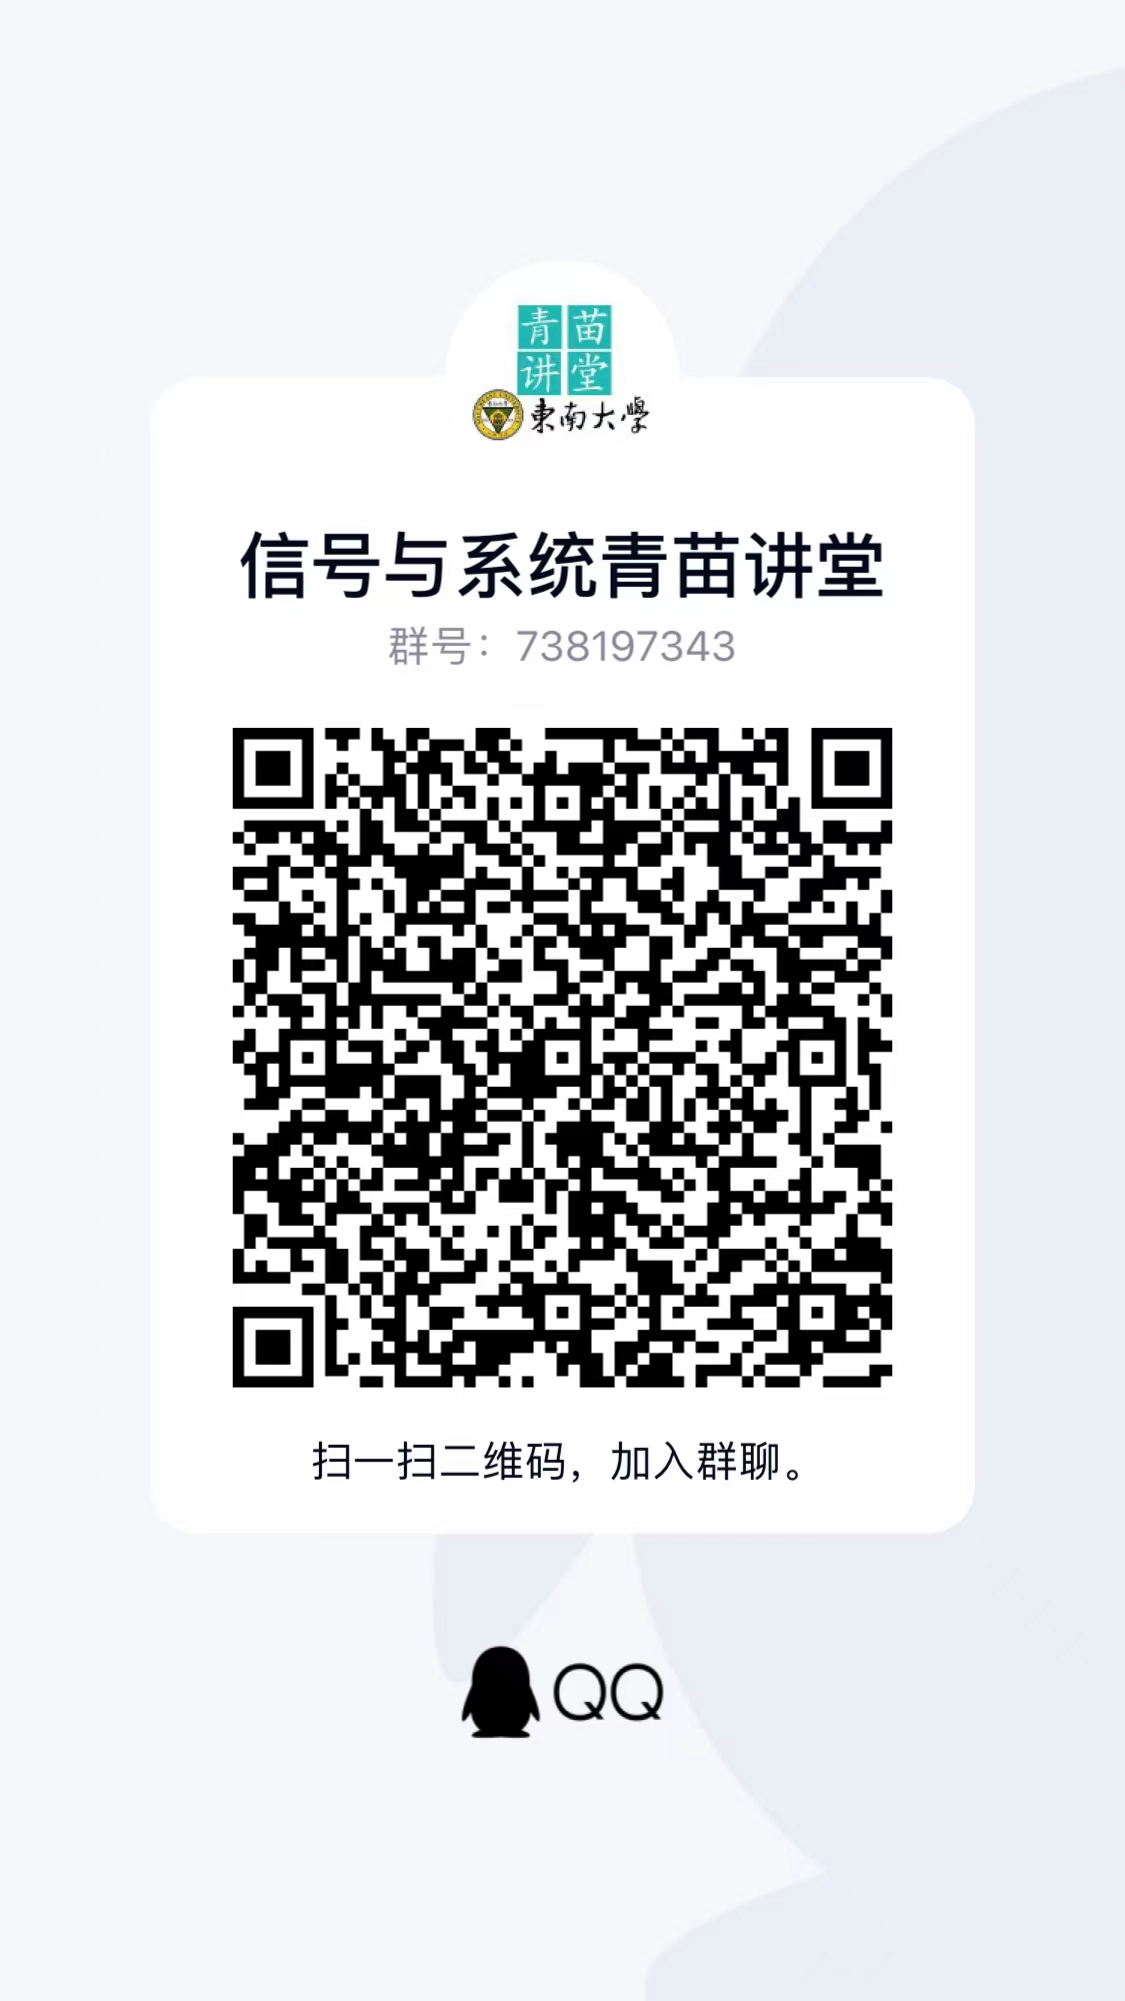 青苗
讲堂
東南大學
信号与系统青苗讲堂
群号：738197343
扫一扫二维码，加入群聊。
QQ